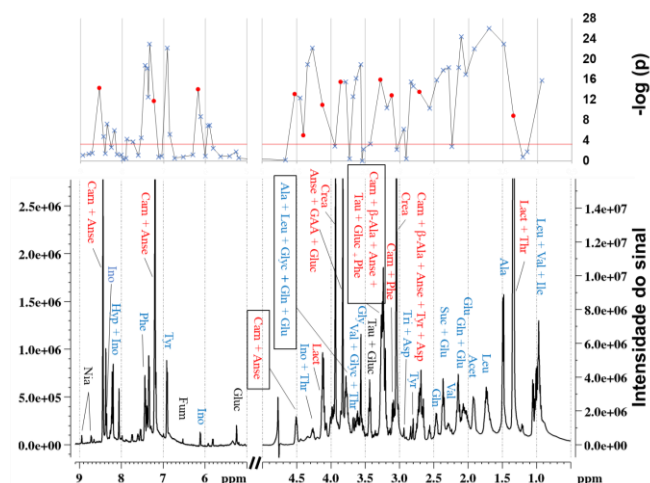 28
24
20
16
12
8
4
0
-log (p)
2.5e+06
2.0e+06
1.5e+06
1.0e+06
5.0e+05
0.0e+00
Nia
Carn + Anse
Ino
Hyp + Ino
Carn + Anse
Phe
Tyr
Fum
Ino
Gluc
Carn + Anse
Ala + Leu + Glyc + Gln + Glu
Ino + Thr
Lact
Anse + GAA + Gluc
Crea
Val + Glyc + Thr
Gly
Tau + Gluc
Tau + Gluc + Phe
Carn + β-Ala + Anse +
Carn + Phe
Crea
Tri + Asp
Tyr
Carn + β-Ala + Anse + Tyr + Asp
Gln
Suc + Glu
Val
Gln + Glu
Glu
Acet
Leu
Ala
Lact + Thr
Leu + Val + Ile
1.4e+07
1.2e+07
1.0e+07
8.0e+06
6.0e+06
4.0e+06
2.0e+06
0.0e+00
Intensidade do sinal
9 8 7 6 ppm 4.5 4.0 3.5 3.0 2.5 2.0 1.5 1.0 0.5 ppm